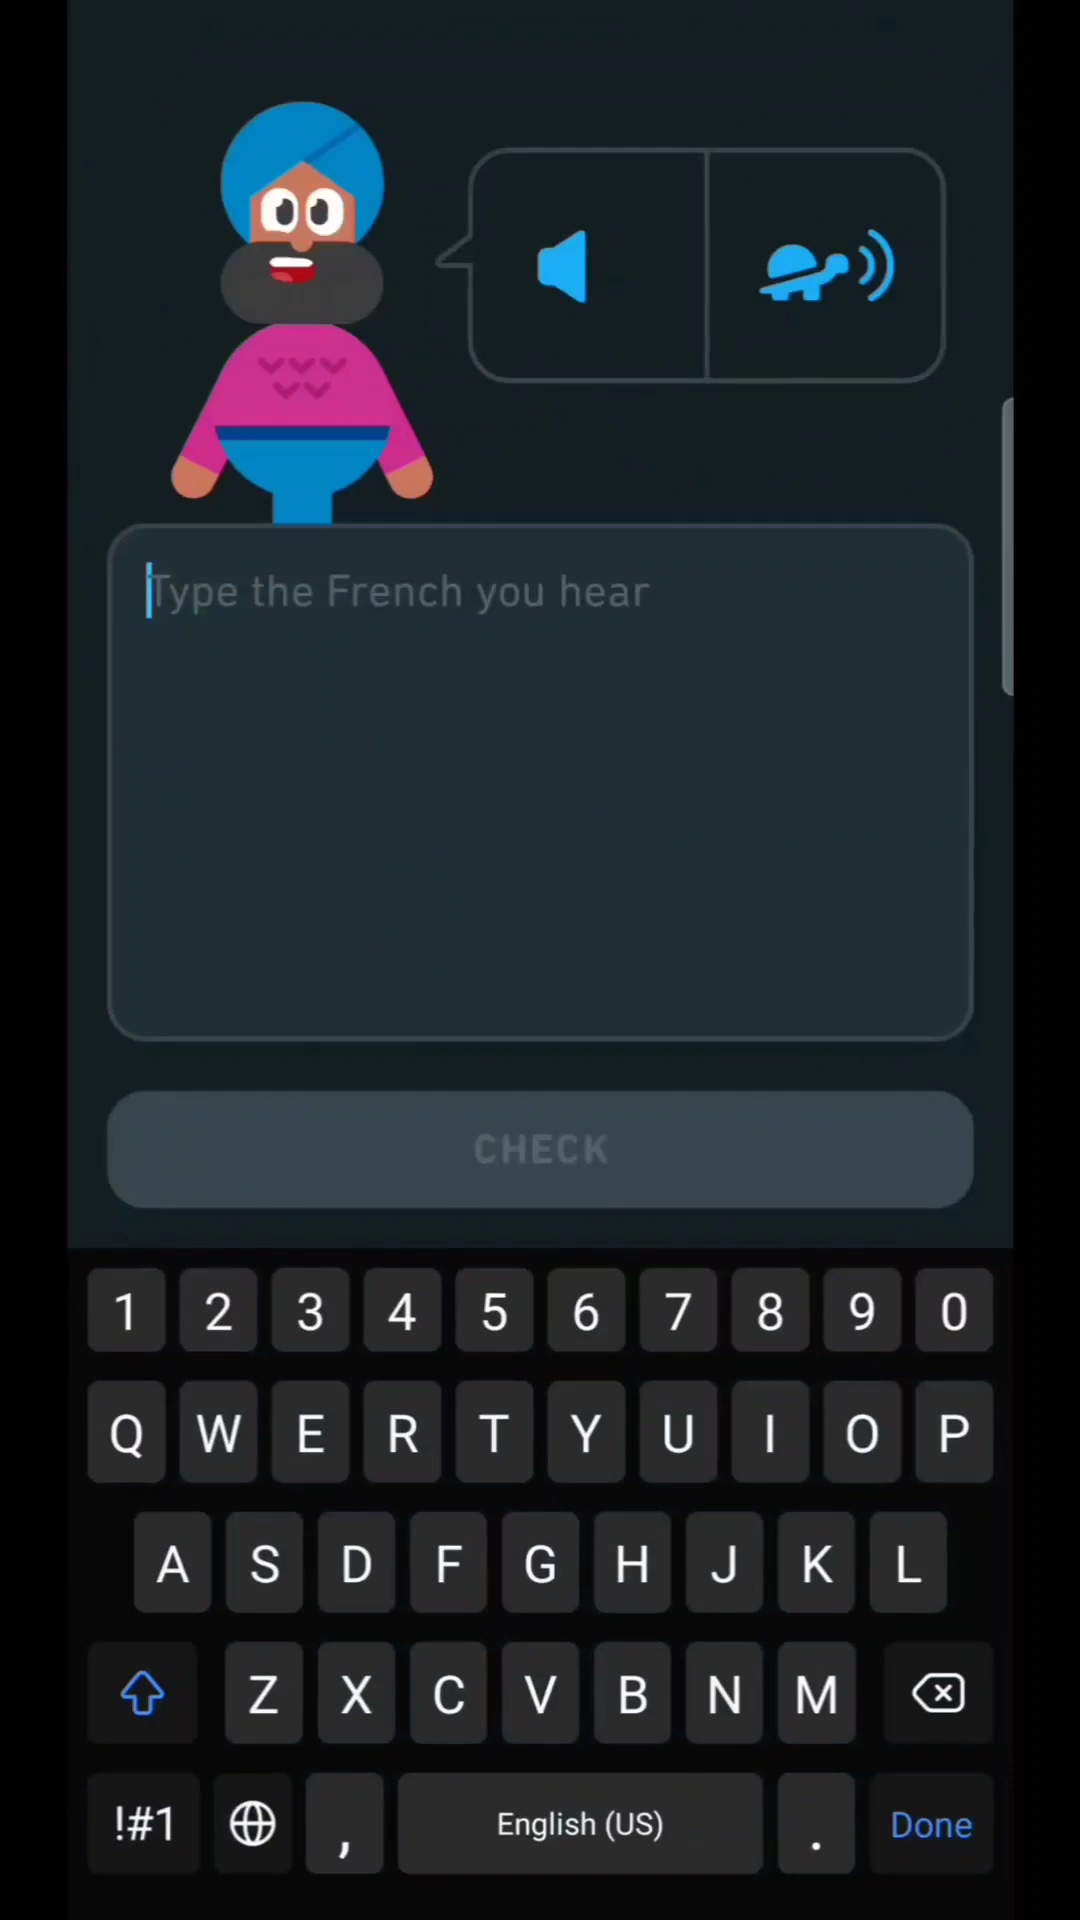 Type the French you hear
CHECK
1 2 3 4 5 6 7 8 9 0
Q W E R T Y U I O P
A S D F G H J K L
Z X C V B N M
!#1 , English (US) . Done